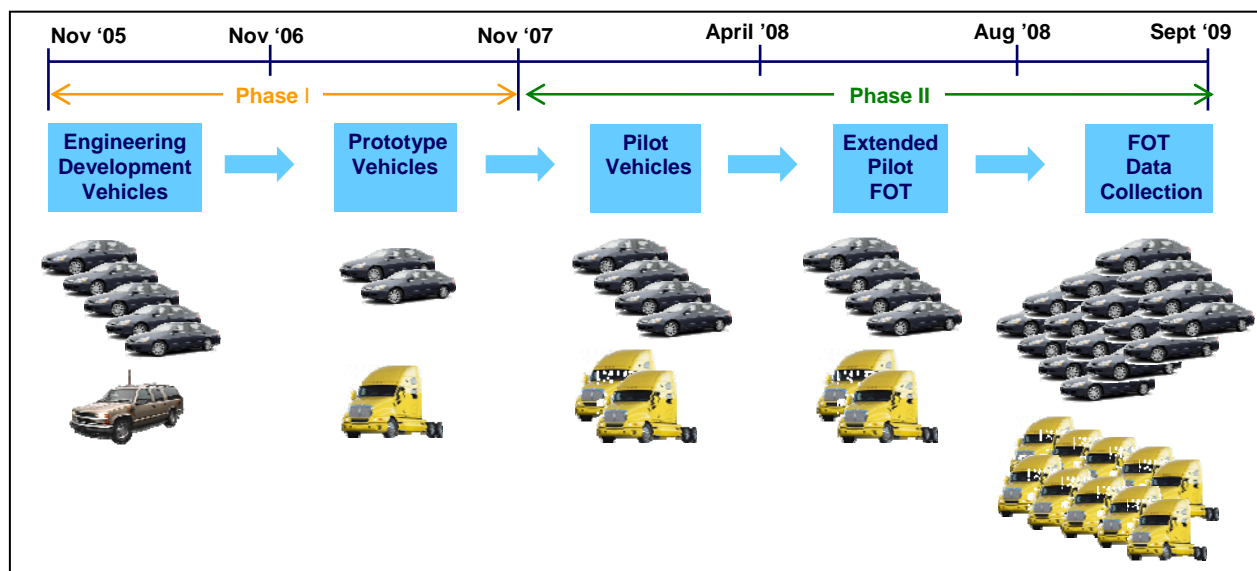 Nov ‘05
Nov ‘06
Nov ‘07
April ‘08
Aug ‘08
Sept ‘09
Phase I
Phase II
Engineering
Development
Vehicles
Prototype
Vehicles
Pilot
Vehicles
Extended
Pilot
FOT
FOT
Data
Collection